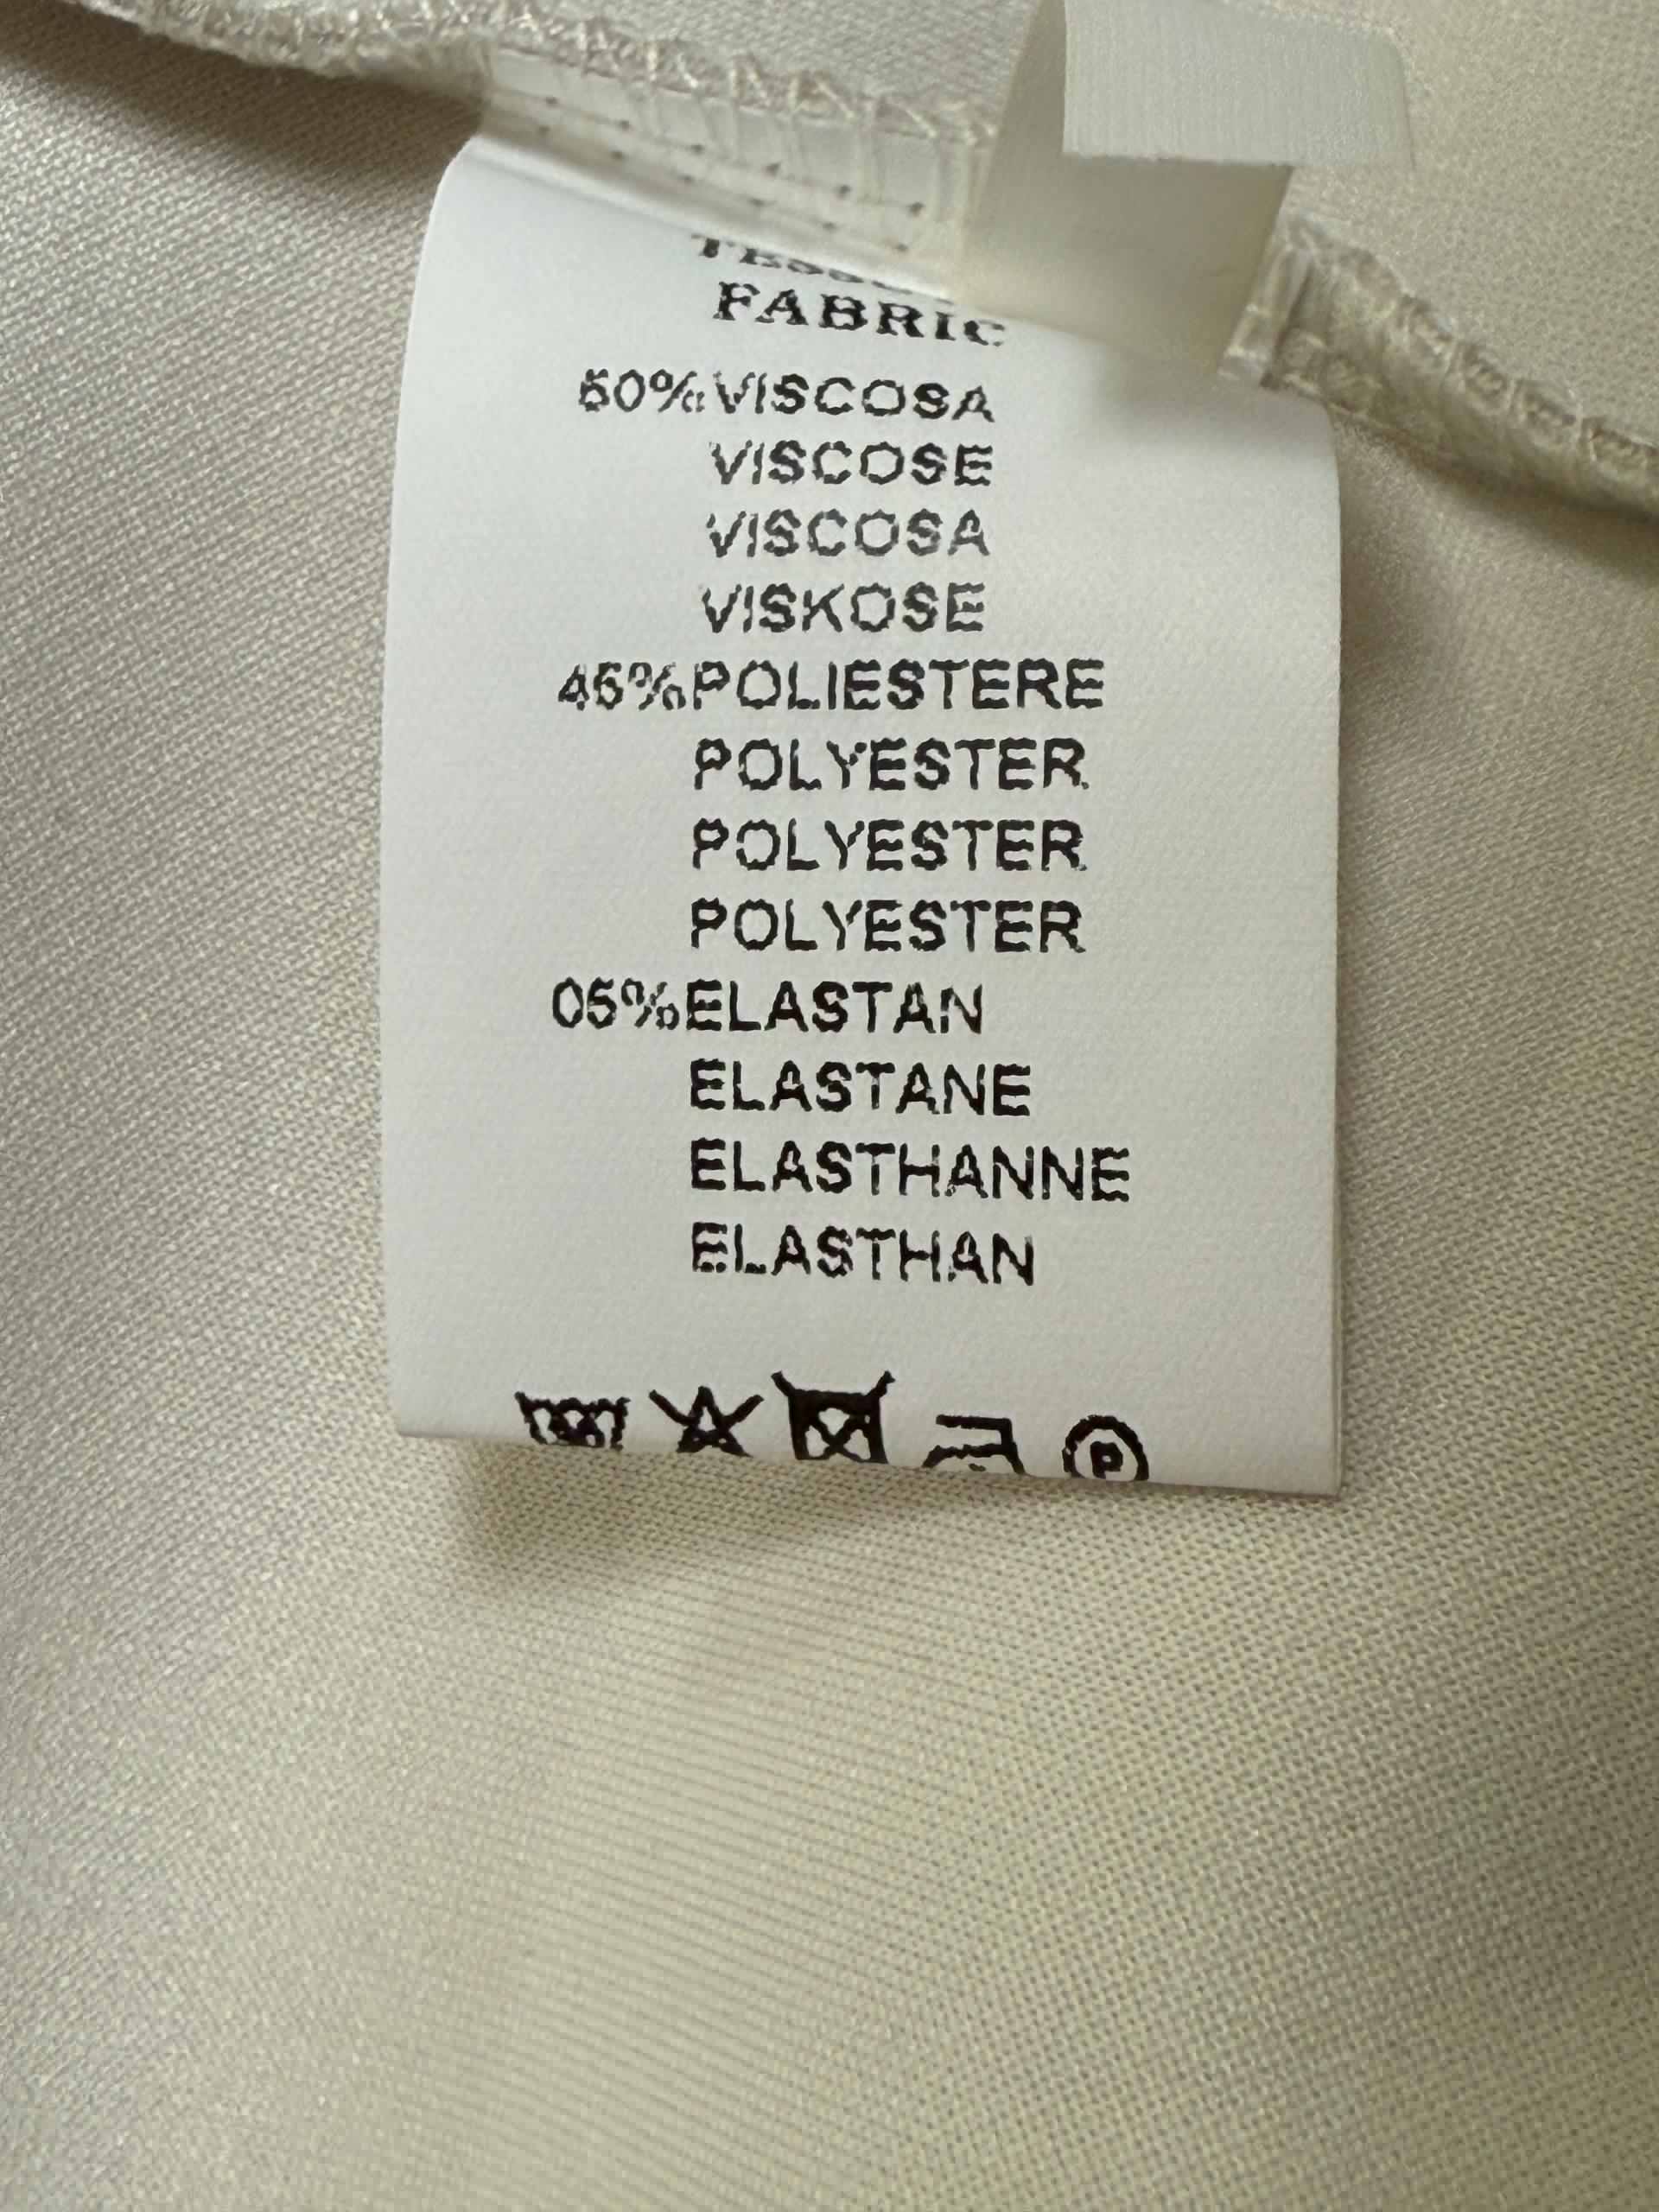 FABRIC
50%VISCOSA
VISCOSE
VISCOSA
VISKOSE
45%POLIESTERE
POLYESTER
POLYESTER
POLYESTER
05%ELASTAN
ELASTANE
ELASTHANNE
ELASTHAN
P